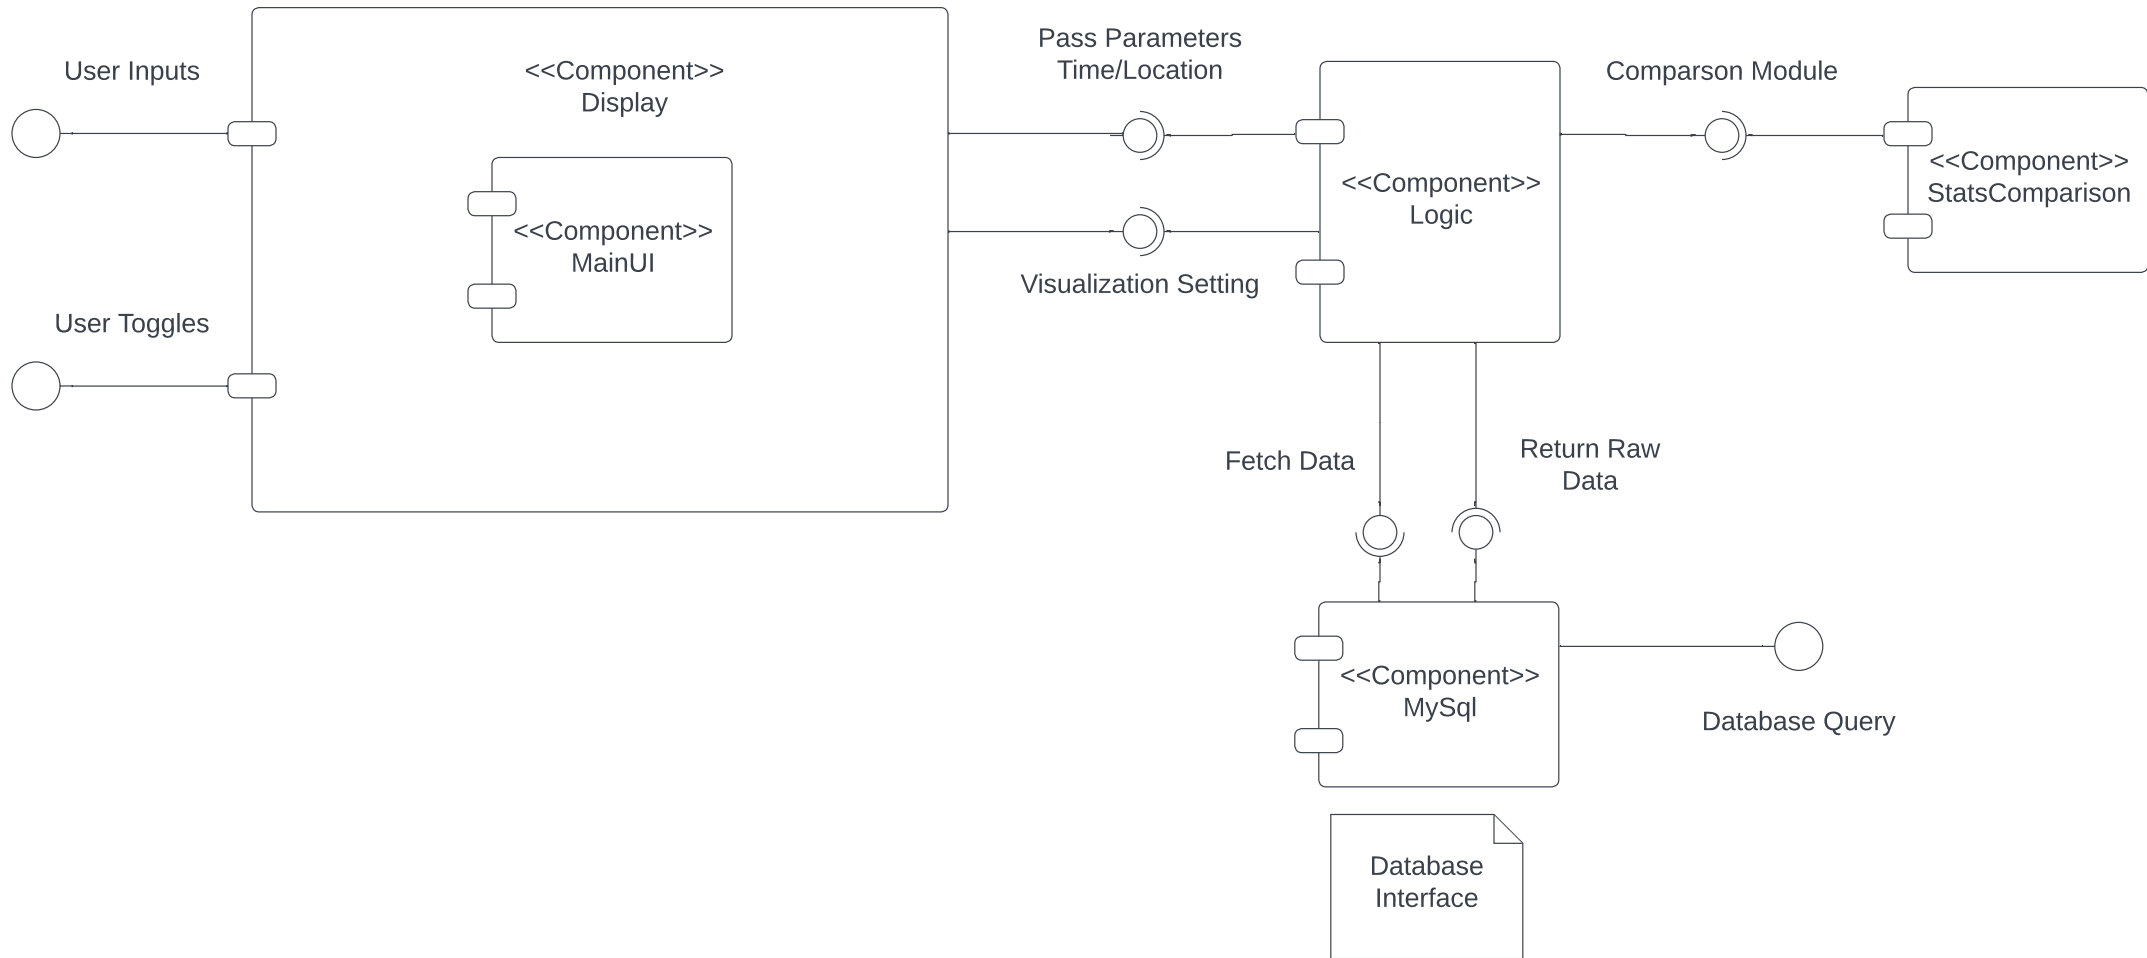 User Inputs
<<Component>>
Display
Pass Parameters
Time/Location
Comparson Module
<<Component>>
Logic
<<Component>>
StatsComparison
<<Component>>
MainUI
Visualization Setting
User Toggles
Fetch Data
Return Raw
Data
<<Component>>
MySql
Database Query
Database
Interface